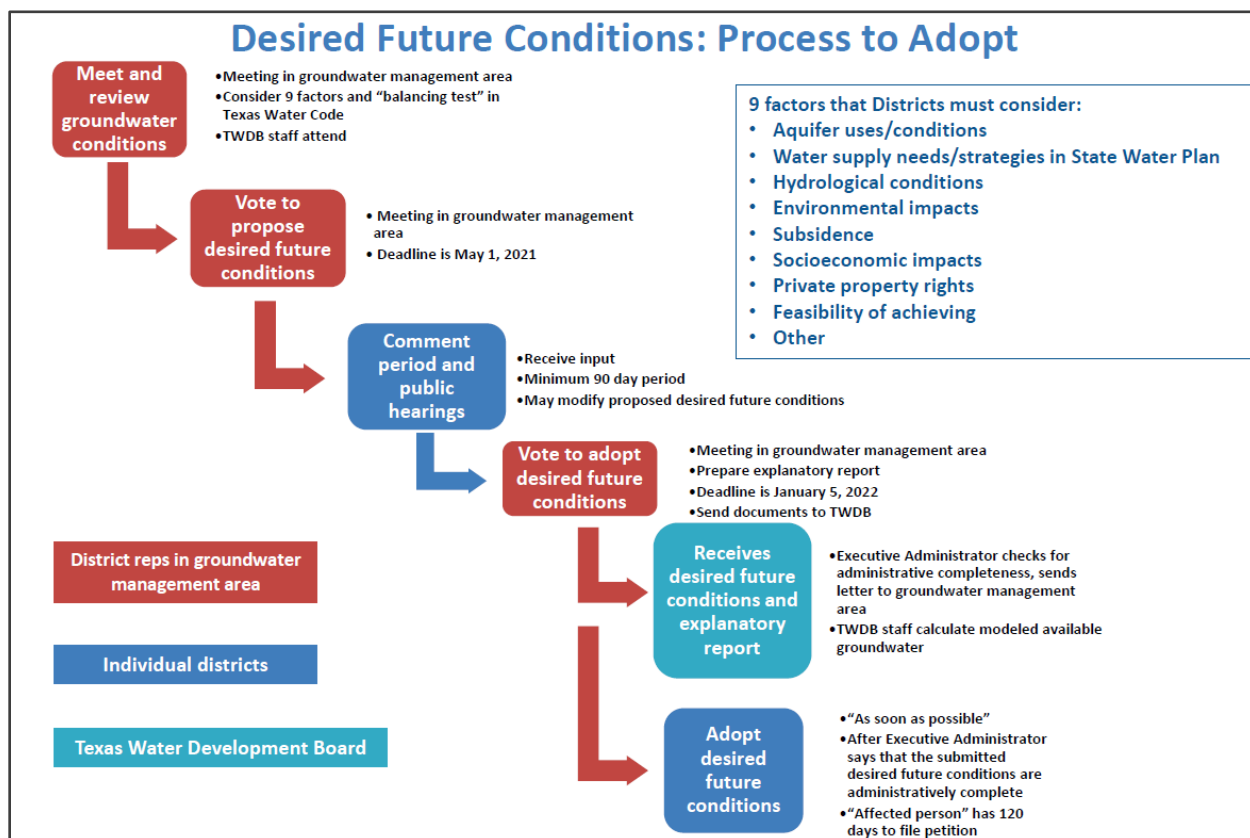 Desired Future Conditions: Process to Adopt
Meet and
review
groundwater
conditions
•Meeting in groundwater management area
•Consider 9 factors and “balancing test” in
Texas Water Code
•TWDB staff attend
9 factors that Districts must consider:
• Aquifer uses/conditions
• Water supply needs/strategies in State Water Plan
• Hydrological conditions
• Environmental impacts
• Subsidence
• Socioeconomic impacts
• Private property rights
• Feasibility of achieving
• Other
Vote to
propose
desired future
conditions
• Meeting in groundwater management
area
• Deadline is May 1, 2021
Comment
period and
public
hearings
•Receive input
•Minimum 90 day period
•May modify proposed desired future conditions
Vote to adopt
desired future
conditions
•Meeting in groundwater management area
•Prepare explanatory report
•Deadline is January 5, 2022
•Send documents to TWDB
Receives
desired future
conditions and
explanatory
report
•Executive Administrator checks for
administrative completeness, sends
letter to groundwater management
area
•TWDB staff calculate modeled available
groundwater
Adopt
desired
future
conditions
•“As soon as possible”
•After Executive Administrator
says that the submitted
desired future conditions are
administratively complete
•“Affected person” has 120
days to file petition
District reps in groundwater
management area
Individual districts
Texas Water Development Board